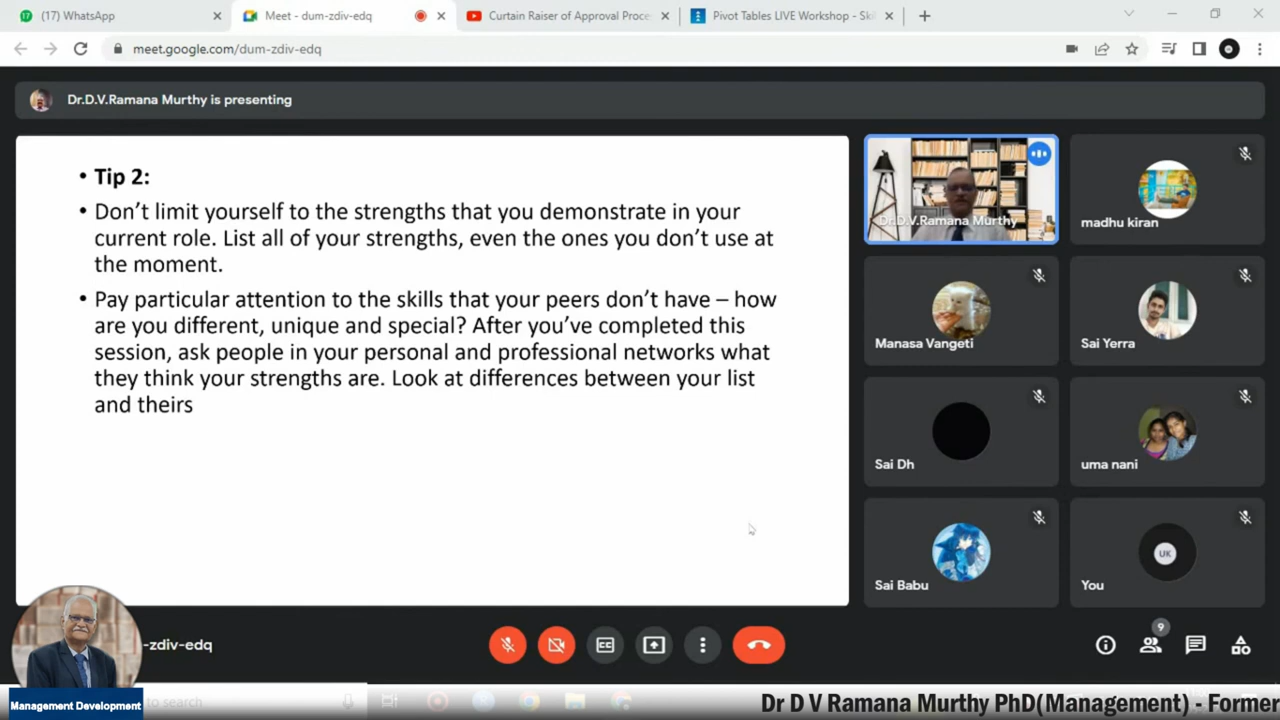 (17) WhatsApp
Meet - dum-zdiv-edq
Curtain Raiser of Approval Proce
Pivot Tables LIVE Workshop - Ski
meet.google.com/dum-zdiv-edq
Dr.D.V.Ramana Murthy is presenting
• Tip 2:
• Don't limit yourself to the strengths that you demonstrate in your
current role. List all of your strengths, even the ones you don't use at
the moment.
• Pay particular attention to the skills that your peers don't have – how
are you different, unique and special? After you've completed this
session, ask people in your personal and professional networks what
they think your strengths are. Look at differences between your list
and theirs
Dr.D.V.Ramana Murthy
madhu kiran
Manasa Vangeti
Sai Yerra
Sai Dh
uma nani
Sai Babu
UK
You
-zdiv-edq
CC
9
Management Development
to search
Dr D V Ramana Murthy PhD(Management) - Former